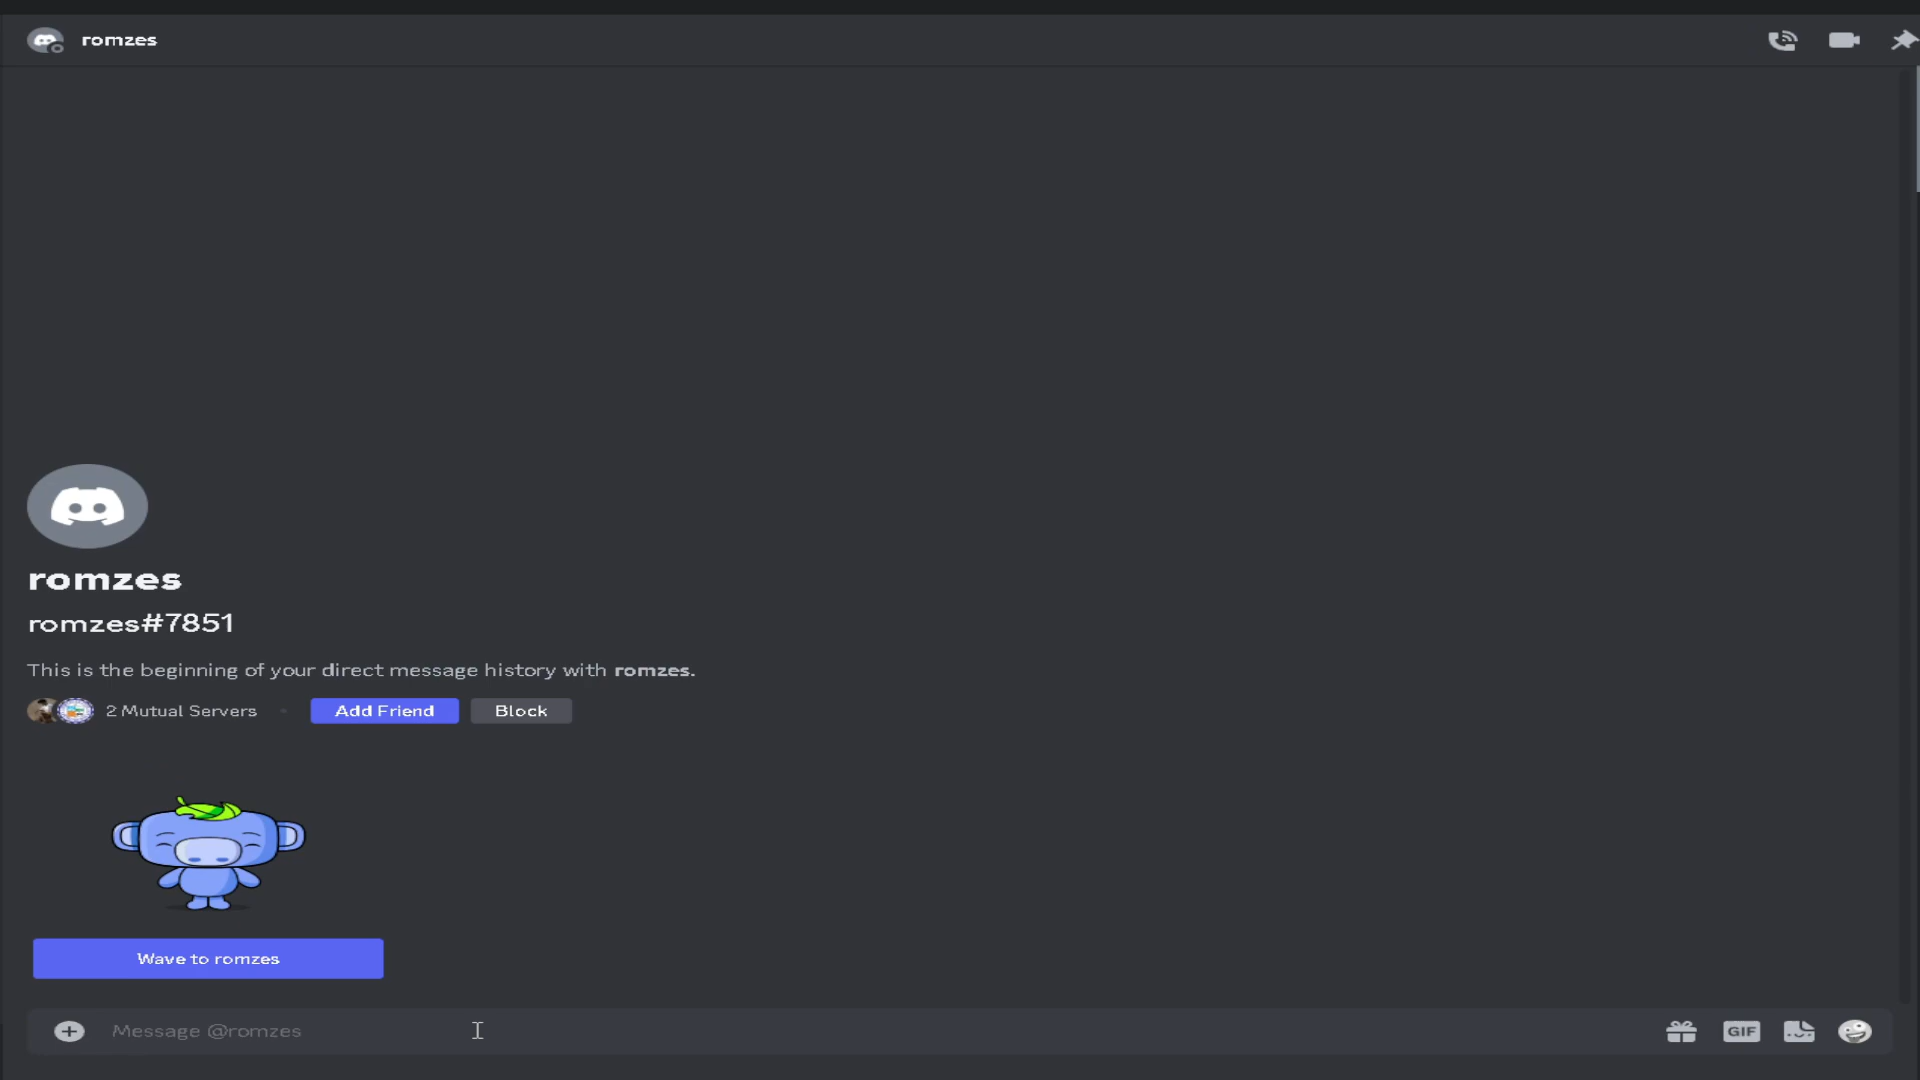 romzes
romzes
romzes#7851
This is the beginning of your direct message history with romzes.
2 Mutual Servers
Add Friend
Block
Wave to romzes
Message @romzes
GIF